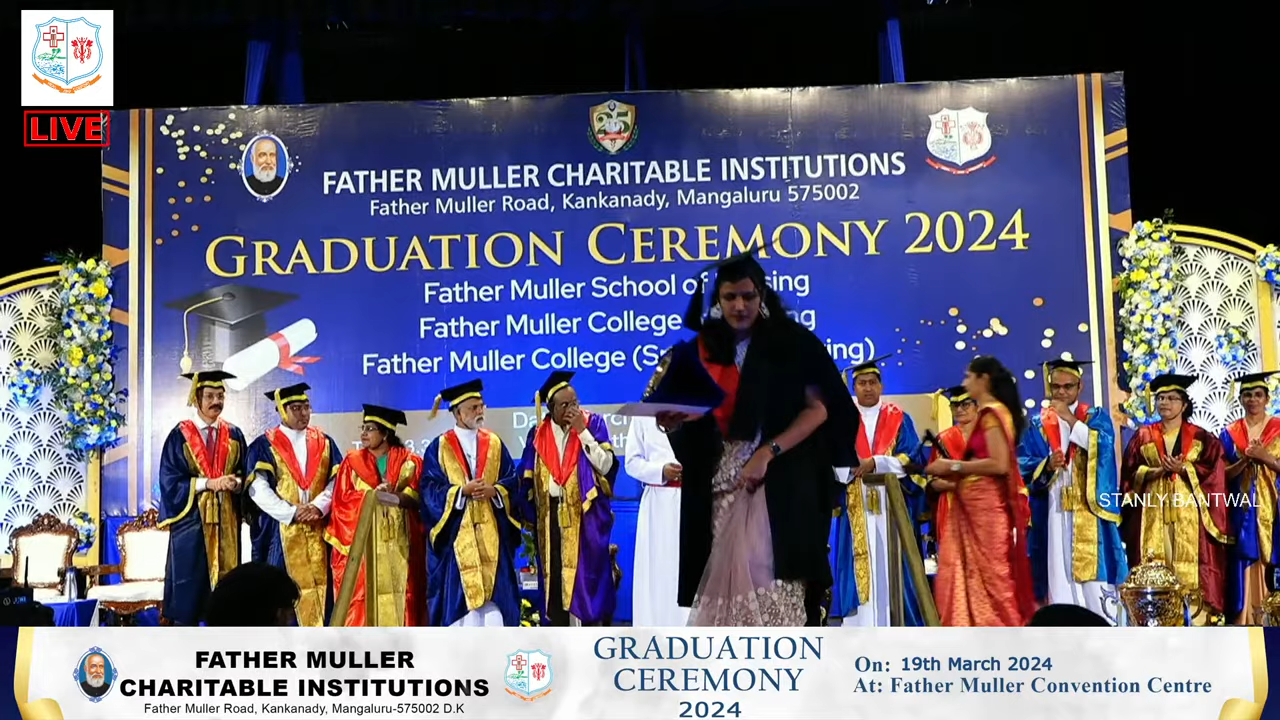 LIVE
25
FATHER MULLER CHARITABLE INSTITUTIONS
Father Muller Road, Kankanady, Mangaluru 575002
GRADUATION CEREMONY 2024
Father Muller School of
Father Muller College
Father Muller College
STANLY BANTWAL
FATHER MULLER
CHARITABLE INSTITUTIONS
Father Muller Road, Kankanady, Mangaluru-575002 D.K
GRADUATION
CEREMONY
2024
On: 19th March 2024
At: Father Muller Convention Centre